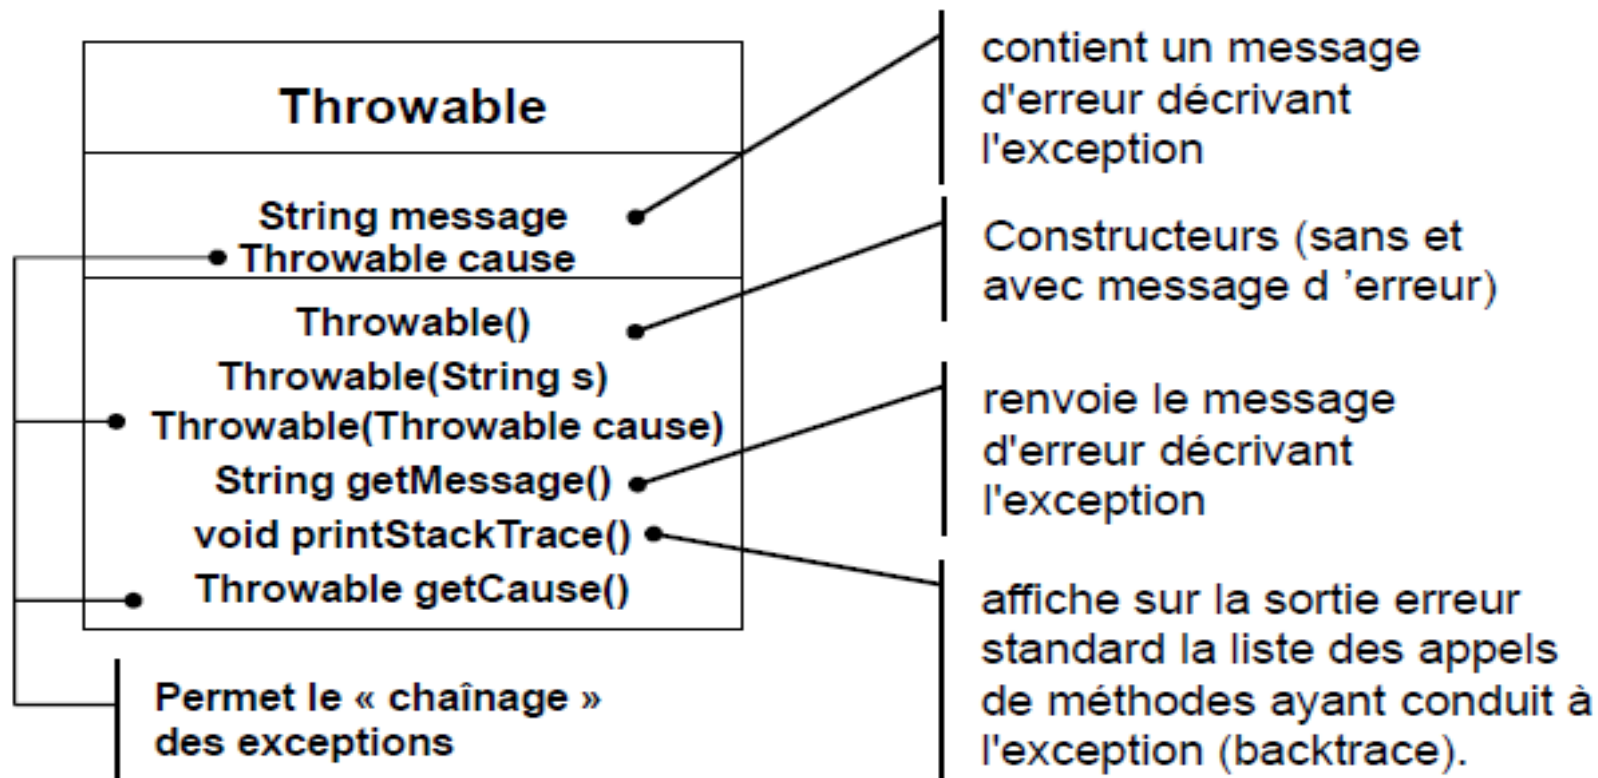 Throwable
String message
Throwable cause
Throwable()
Throwable(String s)
Throwable(Throwable cause)
String getMessage()
void printStackTrace()
Throwable getCause()
Permet le « chaînage »
des exceptions
contient un message
d'erreur décrivant
l'exception
Constructeurs (sans et
avec message d ’erreur)
renvoie le message
d'erreur décrivant
l'exception
affiche sur la sortie erreur
standard la liste des appels
de méthodes ayant conduit à
l'exception (backtrace).